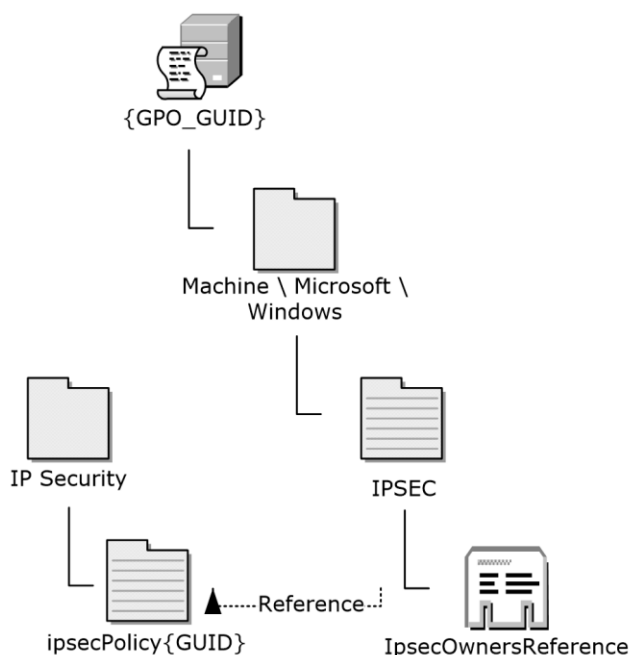 {GPO_GUID}
Machine \ Microsoft \
Windows
IP Security
IPSEC
Reference
ipsecPolicy{GUID}
IpsecOwnersReference